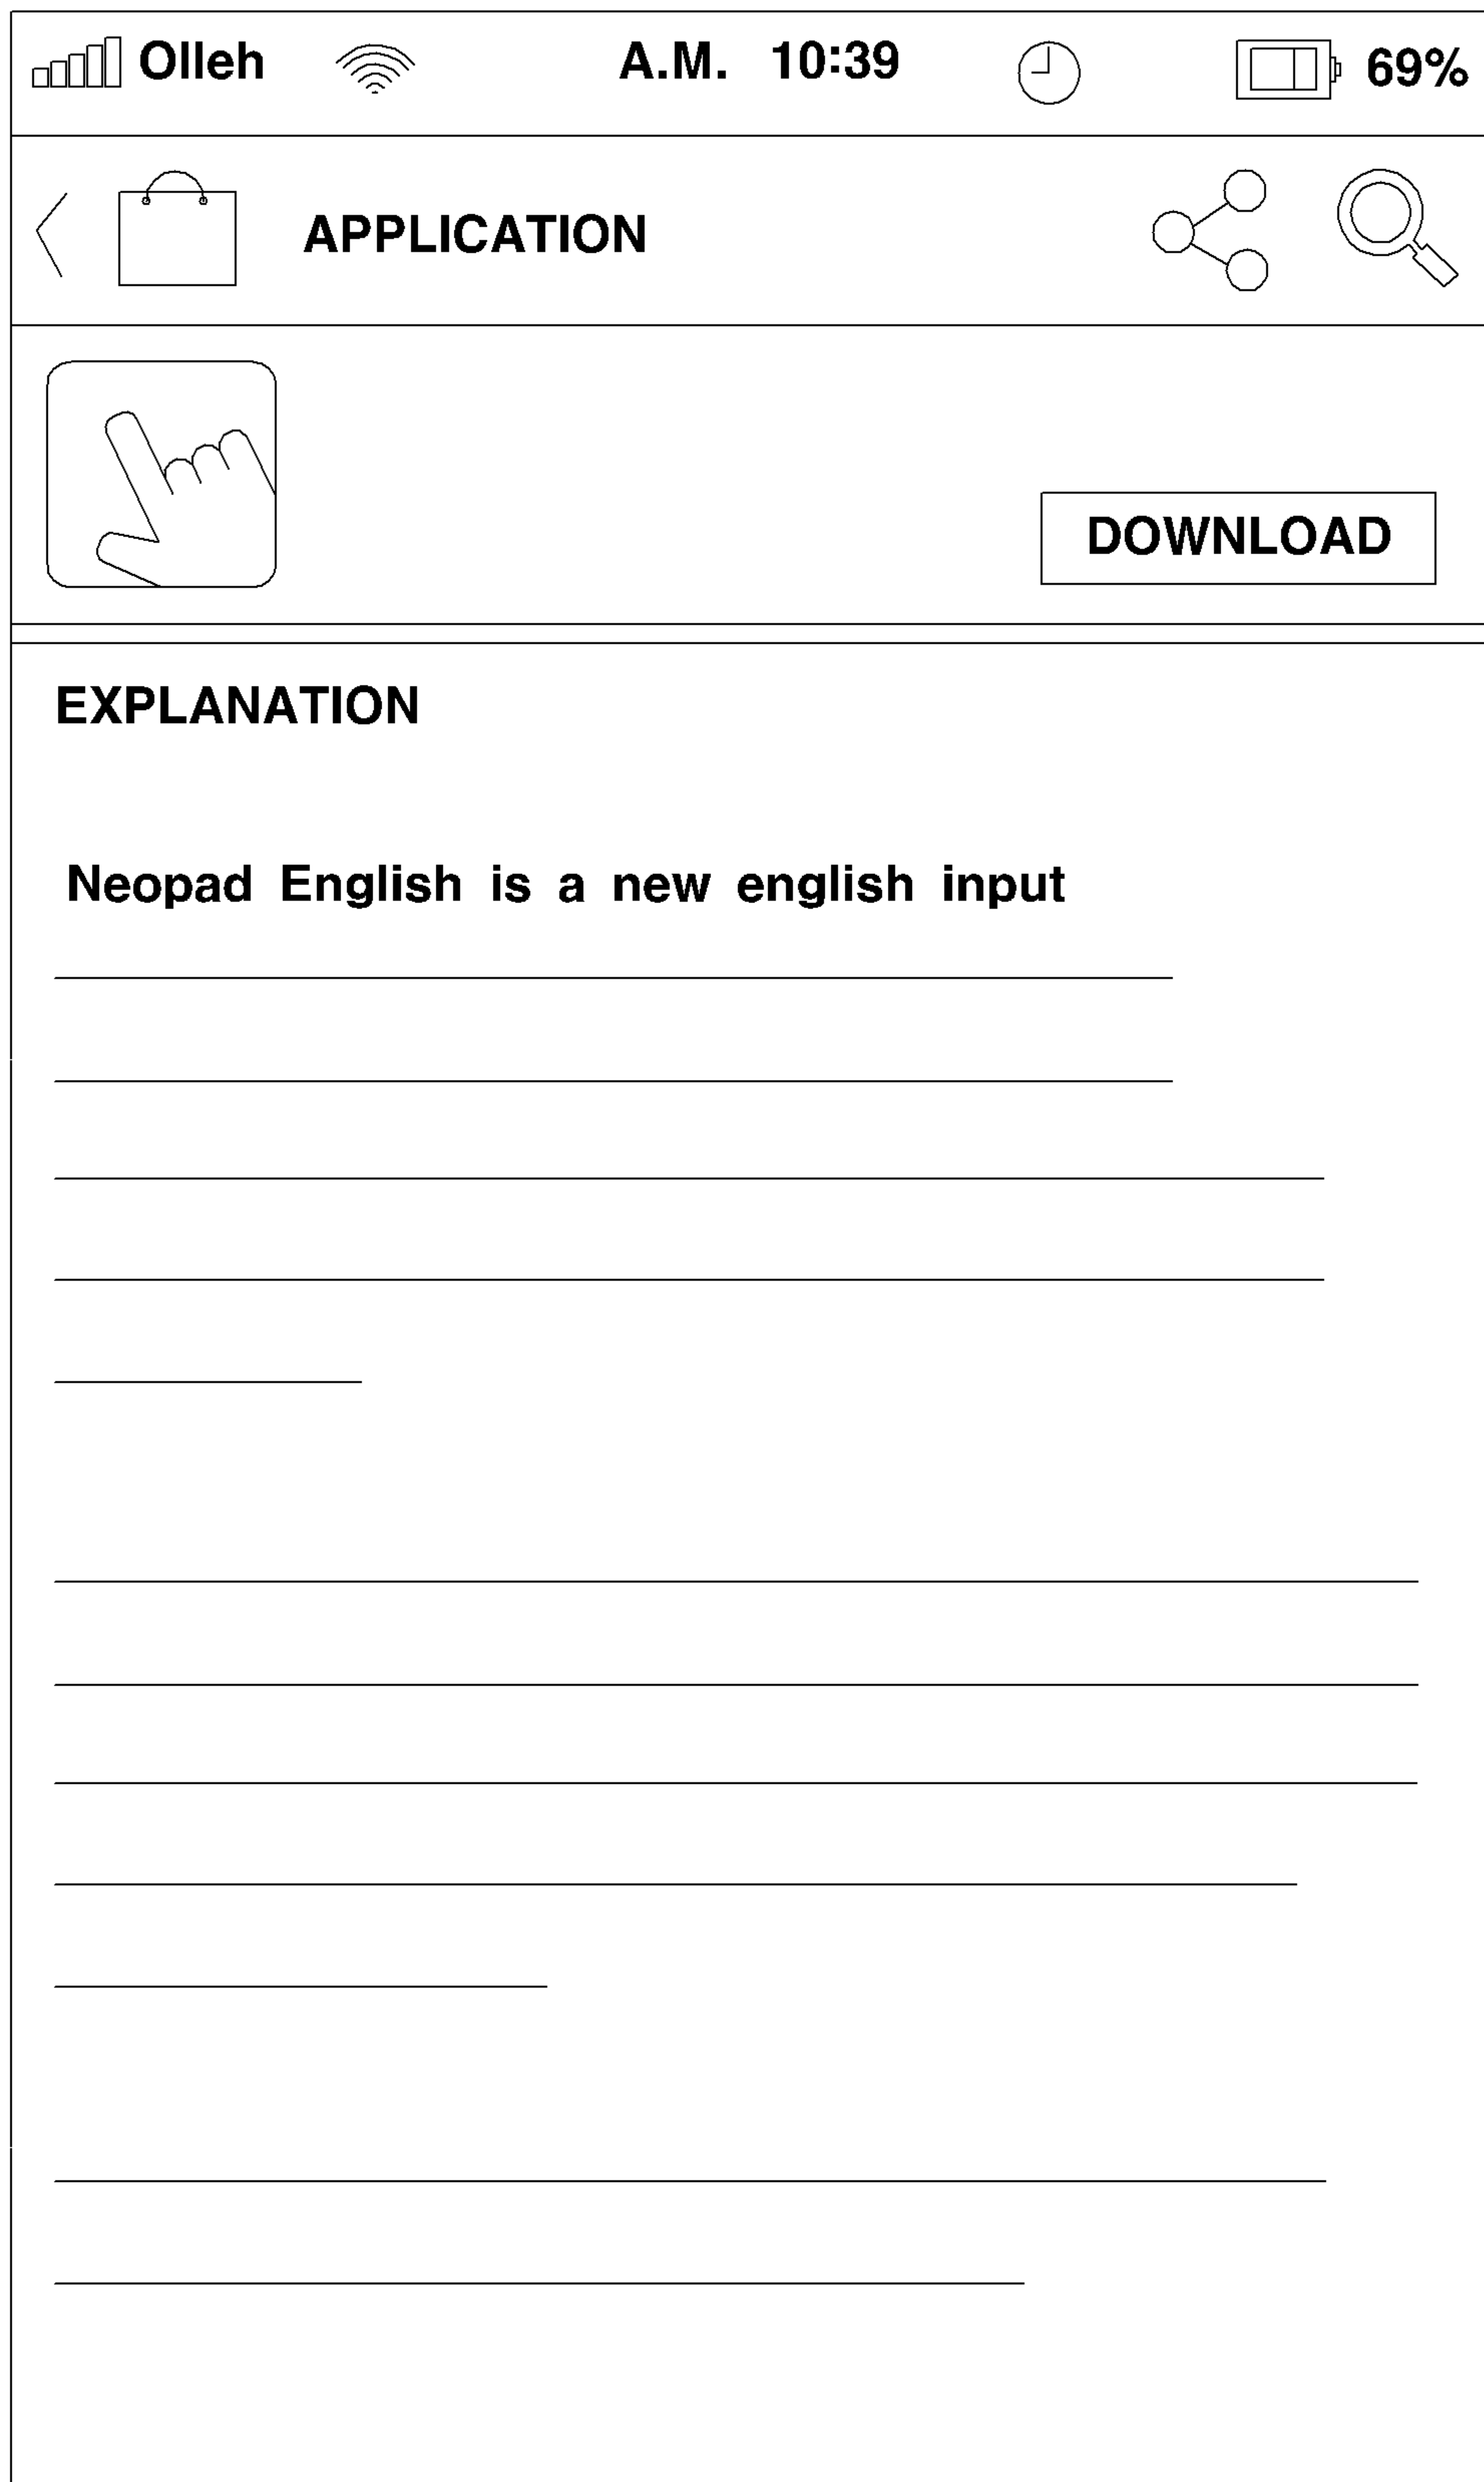 Olleh A.M. 10:39 69%
APPLICATION
DOWNLOAD
EXPLANATION
Neopad English is a new english input